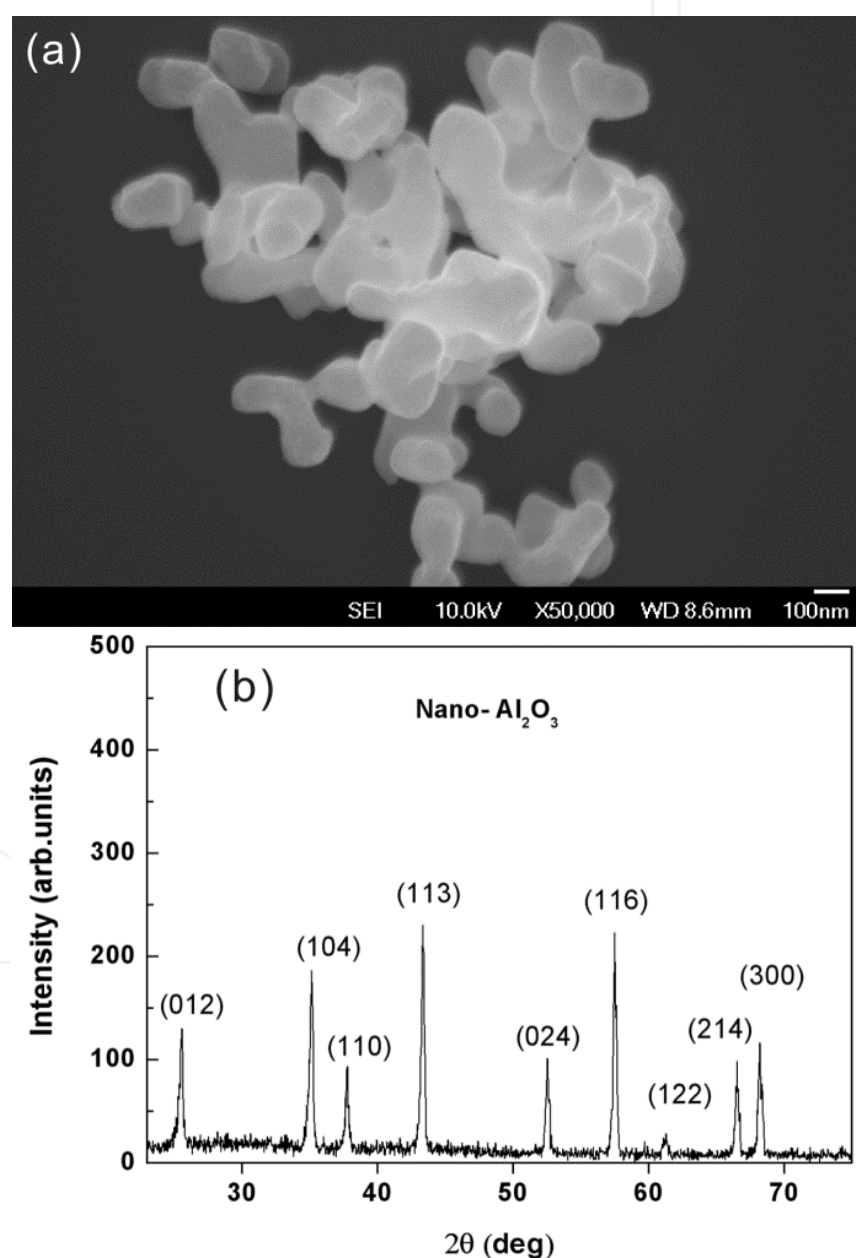 (a)
SEI 10.0kV X50,000 WD 8.6mm 100nm
(b)
Nano- Al₂O₃
Intensity (arb.units)
500
400
300
200
100
0
(012)
(104)
(110)
(113)
(024)
(116)
(122)
(214)
(300)
30 40 50 60 70
2θ (deg)